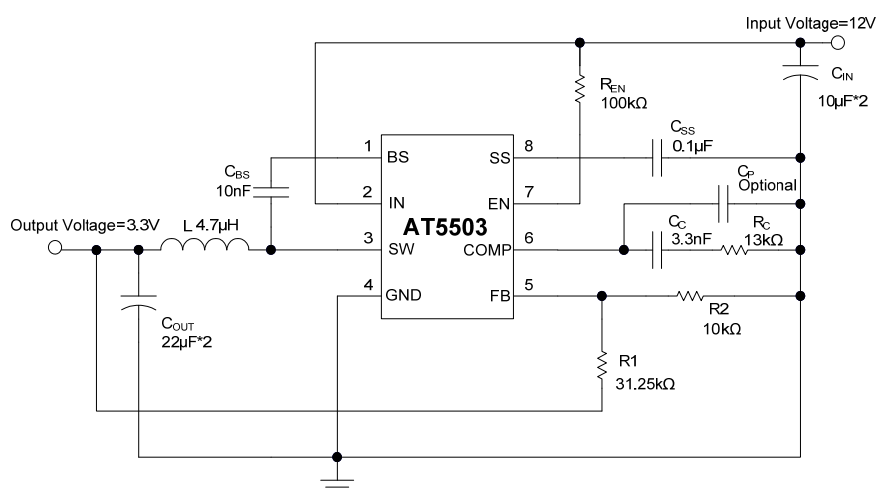 Input Voltage=12V
C_IN
10µF*2
R_EN
100kΩ
C_SS
0.1µF
C_P
Optional
C_BS
10nF
1
BS
SS
8
2
IN
EN
7
AT5503
Output Voltage=3.3V
L 4.7µH
3
SW
COMP
6
C_C
3.3nF
R_C
13kΩ
4
GND
FB
5
R2
10kΩ
C_OUT
22µF*2
R1
31.25kΩ